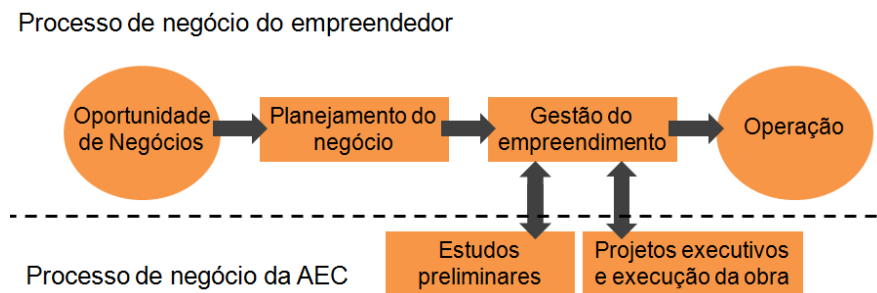 Processo de negócio do empreendedor
Oportunidade
de Negócios
Planejamento do
negócio
Gestão do
empreendimento
Operação
Estudos
preliminares
Projetos executivos
e execução da obra
Processo de negócio da AEC